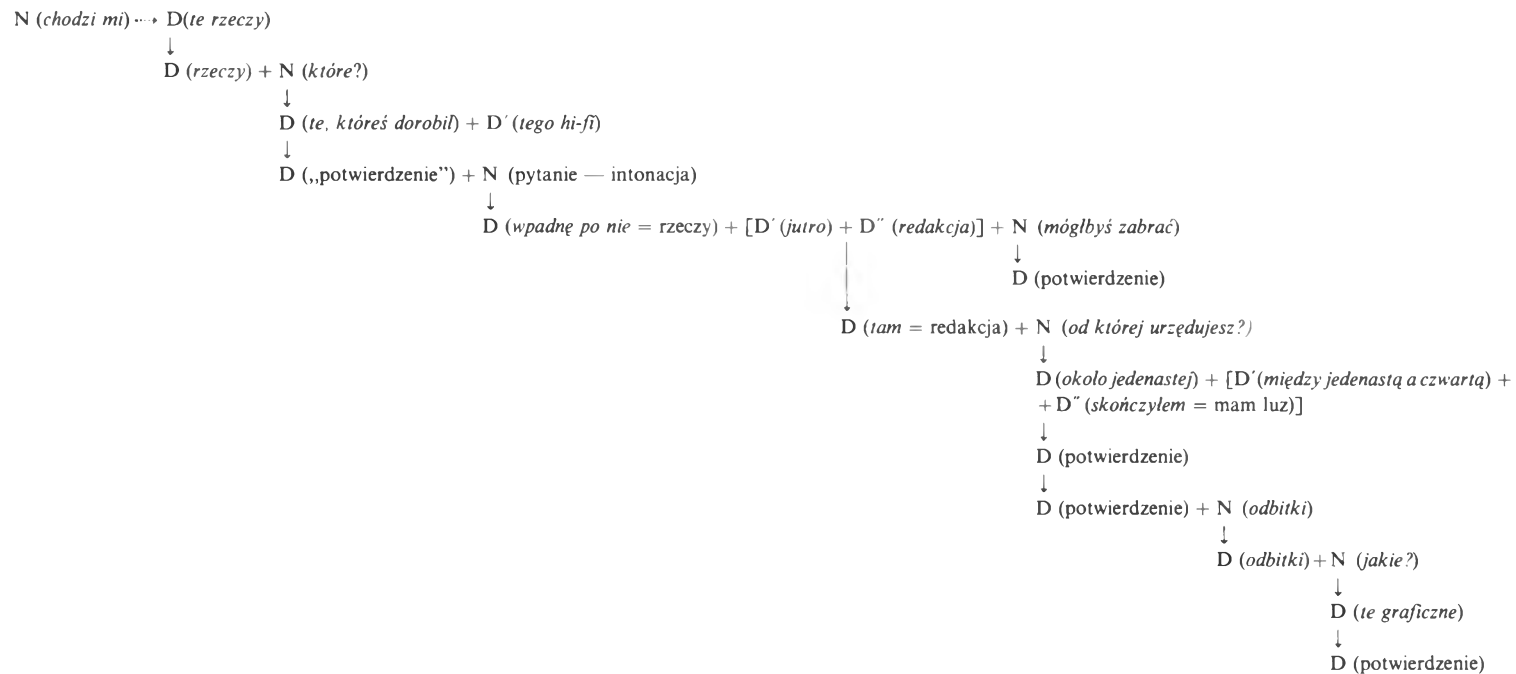 N (chodzi mi) ···→ D(te rzeczy)
↓
D (rzeczy) + N (które?)
↓
D (te, któreś dorobił) + D′ (tego hi-fi)
↓
D („potwierdzenie”) + N (pytanie — intonacja)
↓
D (wpadnę po nie = rzeczy) + [D′ (jutro) + D″ (redakcja)] + N (mógłbyś zabrać)
↓
D (potwierdzenie)
↓
D (tam = redakcja) + N (od której urzędujesz?)
↓
D (około jedenastej) + [D′ (między jedenastą a czwartą) +
+ D″ (skończyłem = mam luz)]
↓
D (potwierdzenie)
↓
D (potwierdzenie) + N (odbitki)
↓
D (odbitki) + N (jakie?)
↓
D (te graficzne)
↓
D (potwierdzenie)